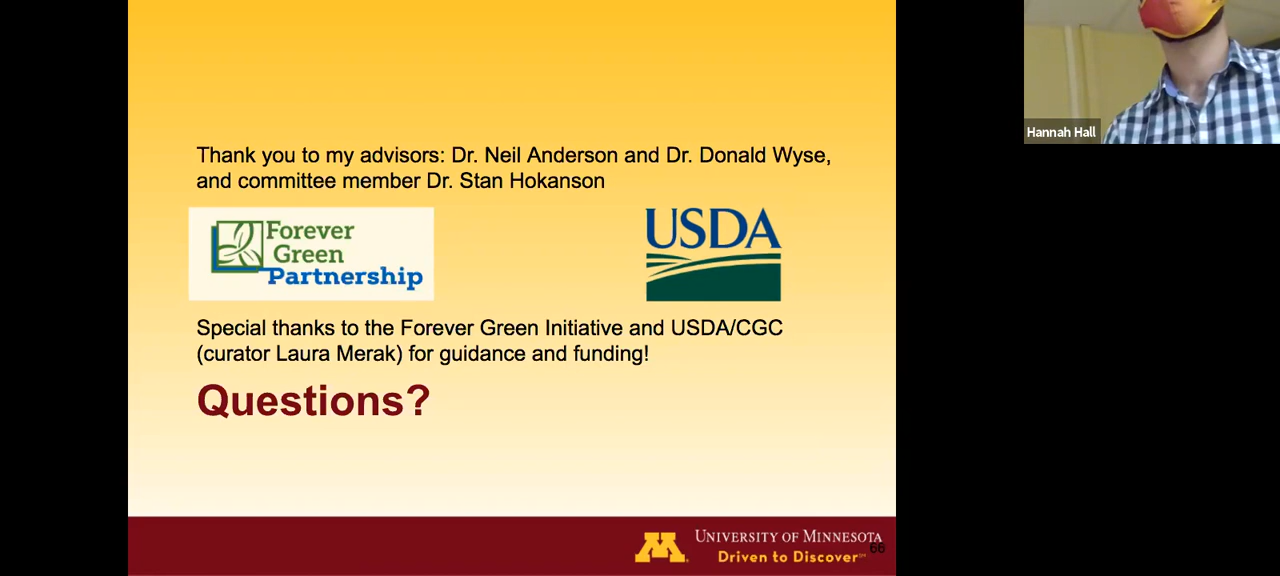 Thank you to my advisors: Dr. Neil Anderson and Dr. Donald Wyse,
and committee member Dr. Stan Hokanson
Forever
Green
Partnership
USDA
Special thanks to the Forever Green Initiative and USDA/CGC
(curator Laura Merak) for guidance and funding!
Questions?
M
UNIVERSITY OF MINNESOTA
Driven to Discover℠
66
Hannah Hall